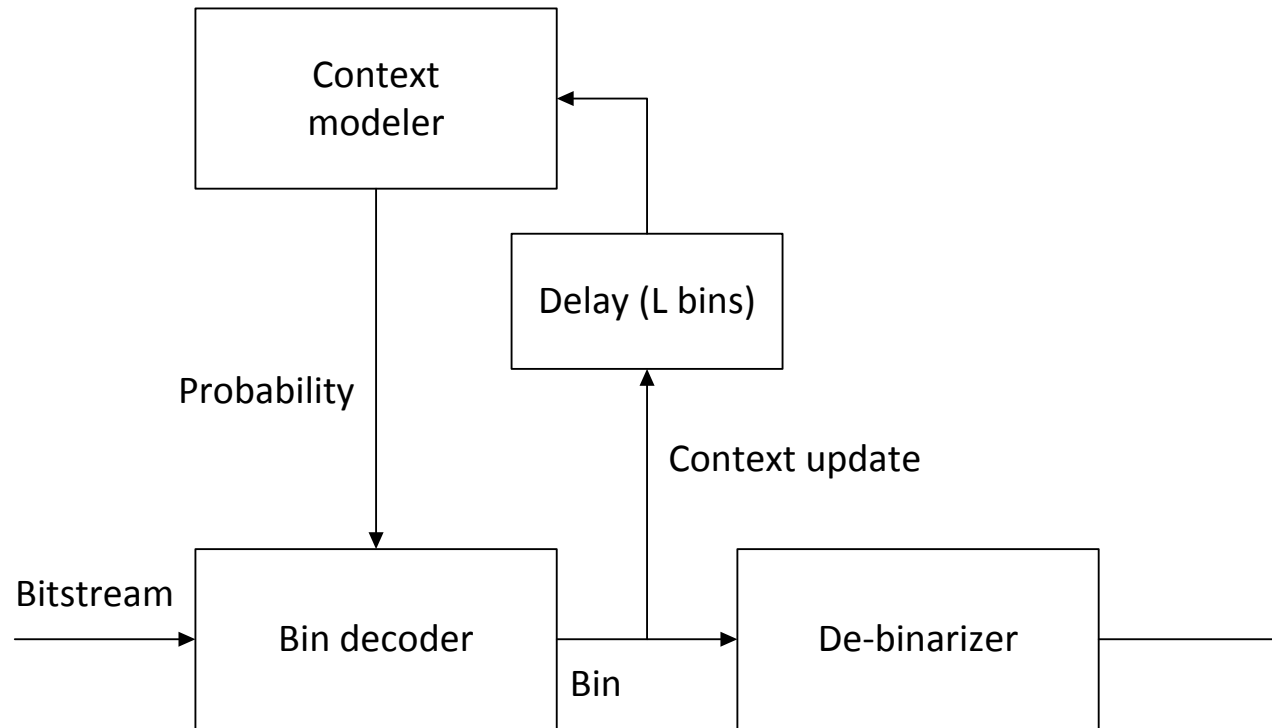 Context
modeler
Delay (L bins)
Probability
Context update
Bitstream
Bin decoder
De-binarizer
Bin